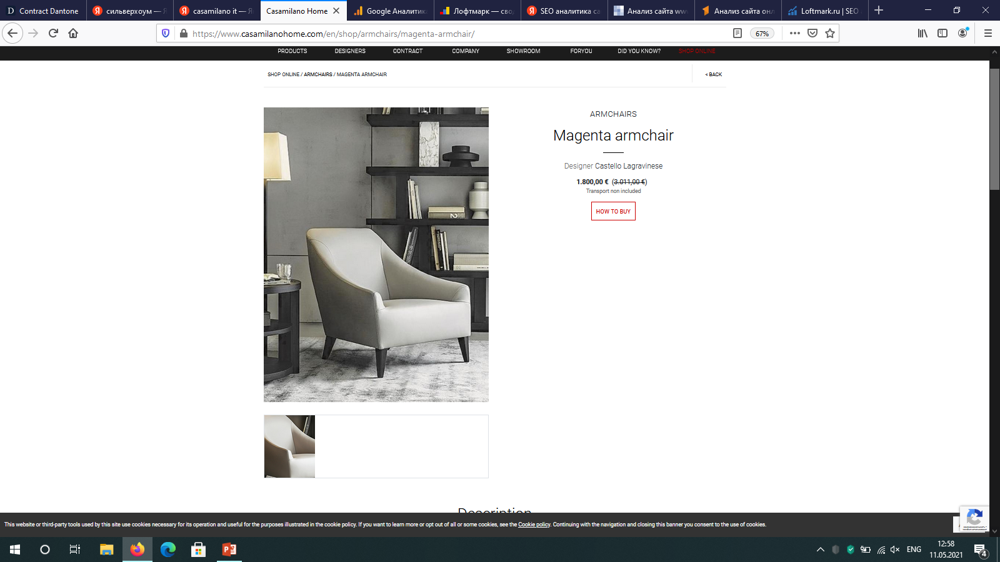 Contract Dantone
сильверхоум — Я
casamilano it — Я
Casamilano Home
Google Аналитика
Лофтмарк — сво
SEO аналитика са
Анализ сайта www
Анализ сайта онл
Loftmark.ru | SEO
https://www.casamilanohome.com/en/shop/armchairs/magenta-armchair/
67%
PRODUCTS DESIGNERS CONTRACT COMPANY SHOWROOM FORYOU DID YOU KNOW? SHOP ONLINE
SHOP ONLINE / ARMCHAIRS / MAGENTA ARMCHAIR
< BACK
ARMCHAIRS
Magenta armchair
Designer Castello Lagravinese
1.800,00 € (3.011,00 €)
Transport non included
HOW TO BUY
Description
This website or third-party tools used by this site use cookies necessary for its operation and useful for the purposes illustrated in the cookie policy. If you want to learn more or opt out of all or some cookies, see the Cookie policy. Continuing with the navigation and closing this banner you consent to the use of cookies.
ENG
12:58
11.05.2021
4